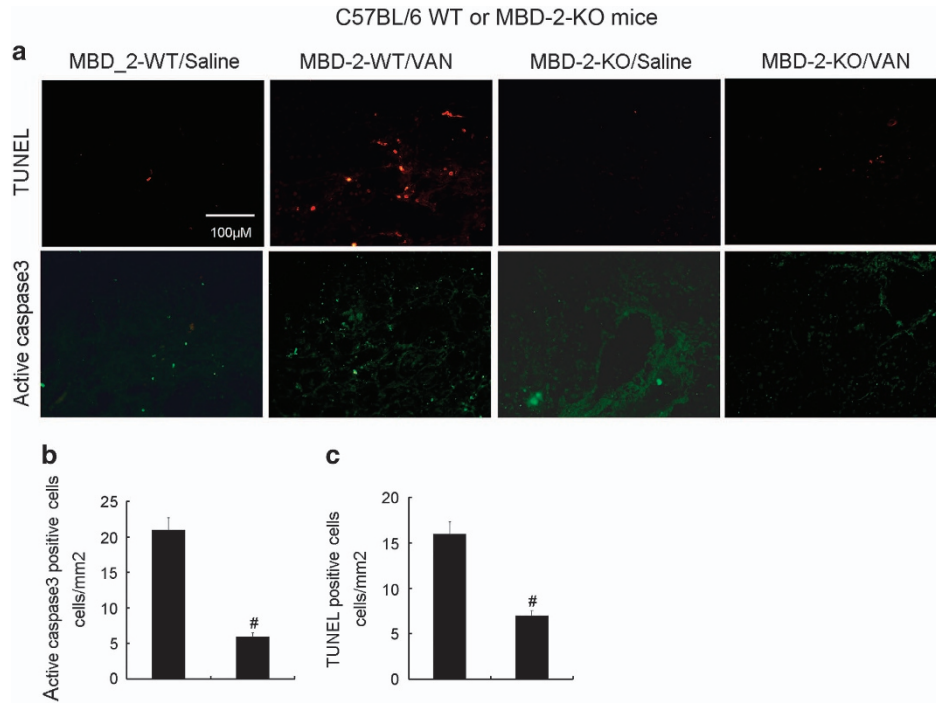 C57BL/6 WT or MBD-2-KO mice
a
MBD_2-WT/Saline
MBD-2-WT/VAN
MBD-2-KO/Saline
MBD-2-KO/VAN
TUNEL
100μM
Active caspase3
b
Active caspase3 positive cells
cells/mm2
25
20
15
10
5
0
#
c
TUNEL positive cells
cells/mm2
20
15
10
5
0
#